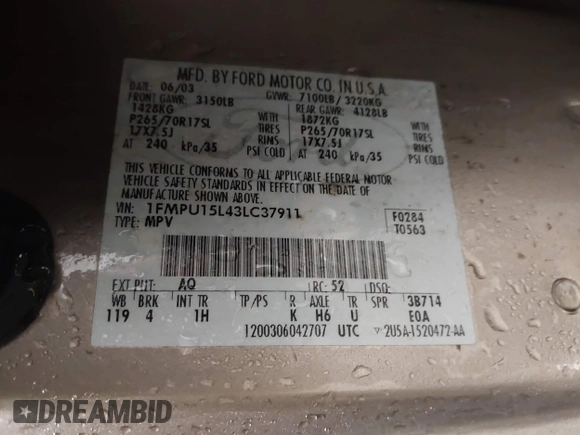 MFD. BY FORD MOTOR CO. IN U.S.A.
DATE: 06/03 GVWR: 7100LB/ 3220KG
FRONT GAWR: 3150LB REAR GAWR: 4128LB
1428KG WITH 1872KG WITH
P265/70R17SL TIRES P265/70R17SL TIRES
17X7.5J RIMS 17X7.5J RIMS
AT 240 kPa/35 PSI COLD AT 240 kPa/35 PSI COLD
THIS VEHICLE CONFORMS TO ALL APPLICABLE FEDERAL MOTOR
VEHICLE SAFETY STANDARDS IN EFFECT ON THE DATE OF
MANUFACTURE SHOWN ABOVE.
VIN: 1FMPU15L43LC37911 F0284
TYPE: MPV T0563
EXT PNT: AQ RC: 52 DSO:
WB BRK INT TR TP/PS R AXLE TR SPR 3B714
119 4 1H K H6 U E0A
1200306042707 UTC 2U5A-1520472-AA
DREAMBID